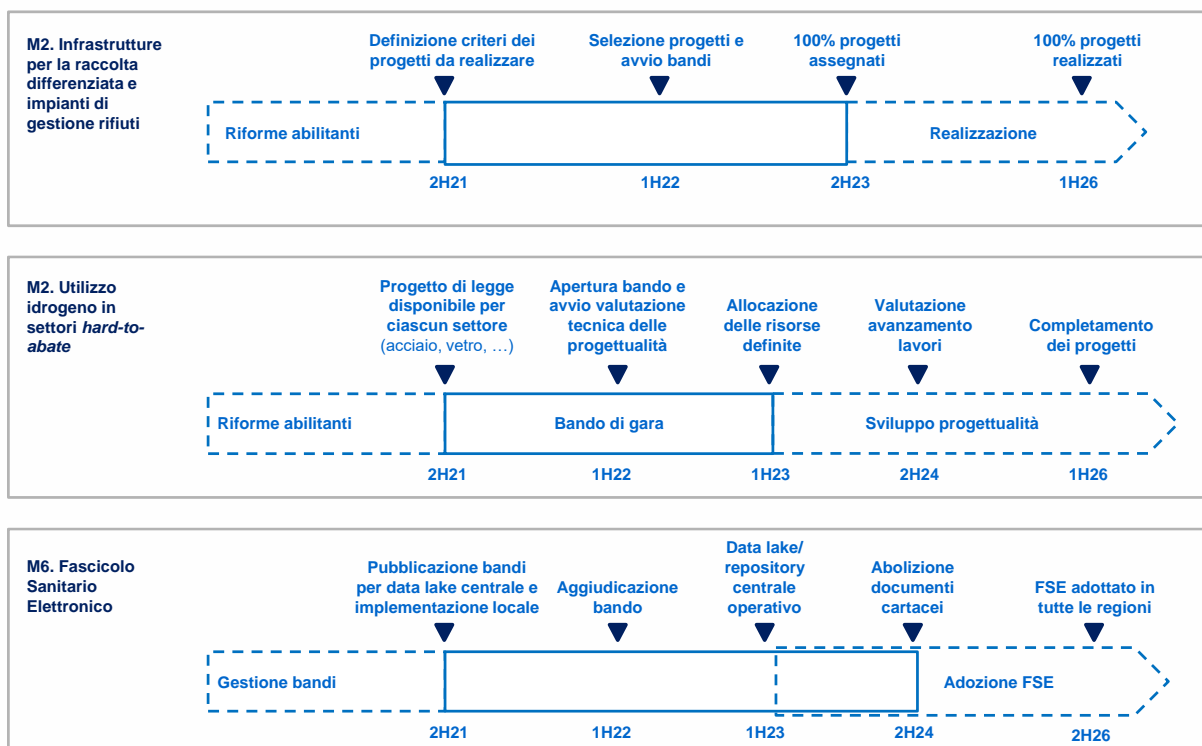 M2. Infrastrutture
per la raccolta
differenziata e
impianti di
gestione rifiuti
Definizione criteri dei
progetti da realizzare
Selezione progetti e
avvio bandi
100% progetti
assegnati
100% progetti
realizzati
Riforme abilitanti
Realizzazione
2H21
1H22
2H23
1H26
M2. Utilizzo
idrogeno in
settori hard-to-
abate
Progetto di legge
disponibile per
ciascun settore
(acciaio, vetro, …)
Apertura bando e
avvio valutazione
tecnica delle
progettualità
Allocazione
delle risorse
definite
Valutazione
avanzamento
lavori
Completamento
dei progetti
Riforme abilitanti
Bando di gara
Sviluppo progettualità
2H21
1H22
1H23
2H24
1H26
M6. Fascicolo
Sanitario
Elettronico
Pubblicazione bandi
per data lake centrale e
implementazione locale
Aggiudicazione
bando
Data lake/
repository
centrale
operativo
Abolizione
documenti
cartacei
FSE adottato in
tutte le regioni
Gestione bandi
Adozione FSE
2H21
1H22
1H23
2H24
2H26